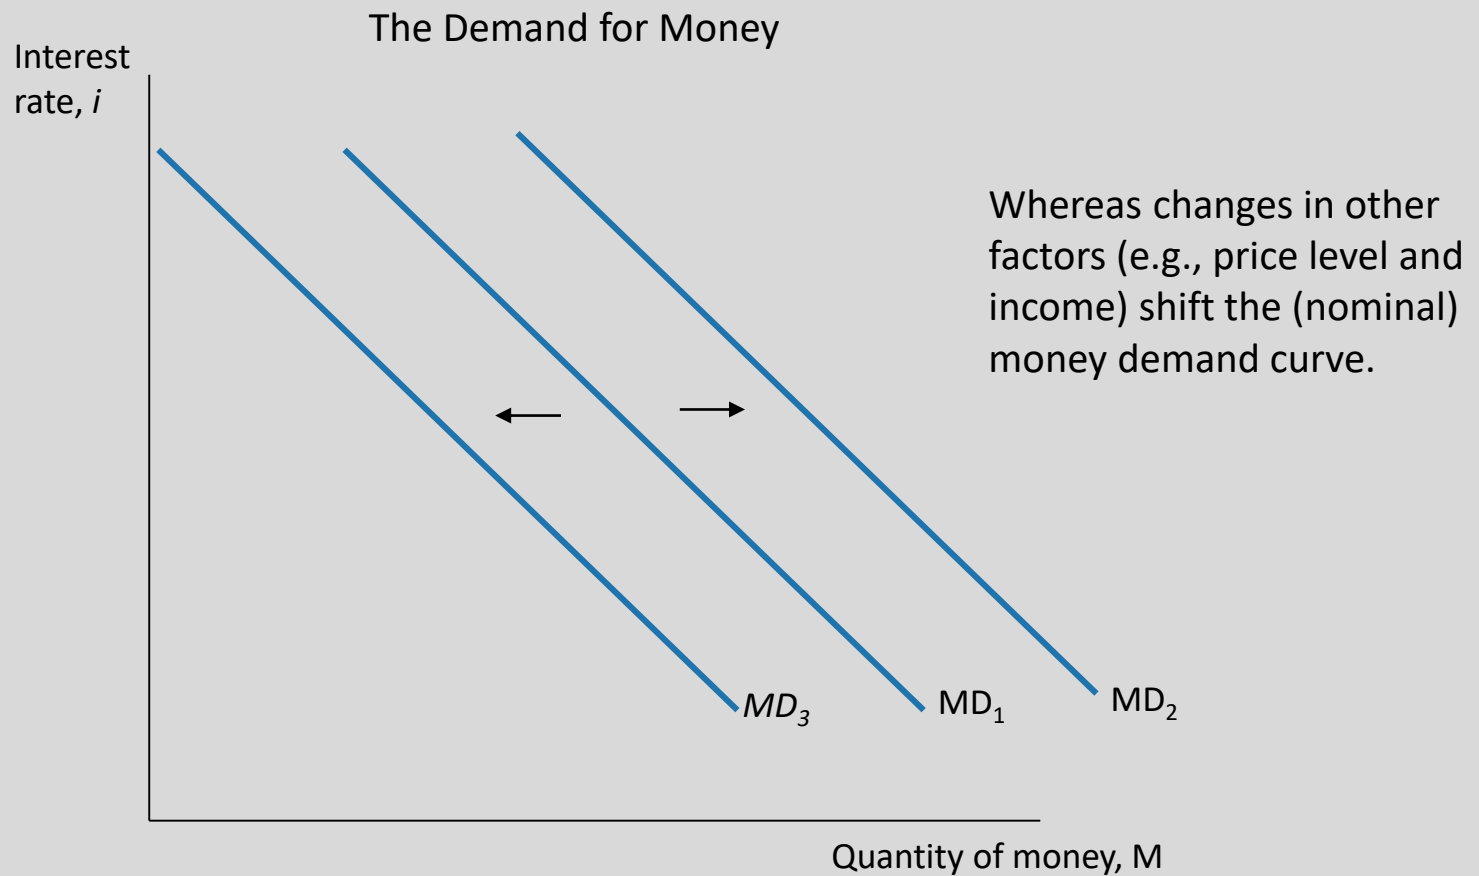 The Demand for Money
Interest
rate, i
Whereas changes in other
factors (e.g., price level and
income) shift the (nominal)
money demand curve.
MD₃
MD₁
MD₂
Quantity of money, M